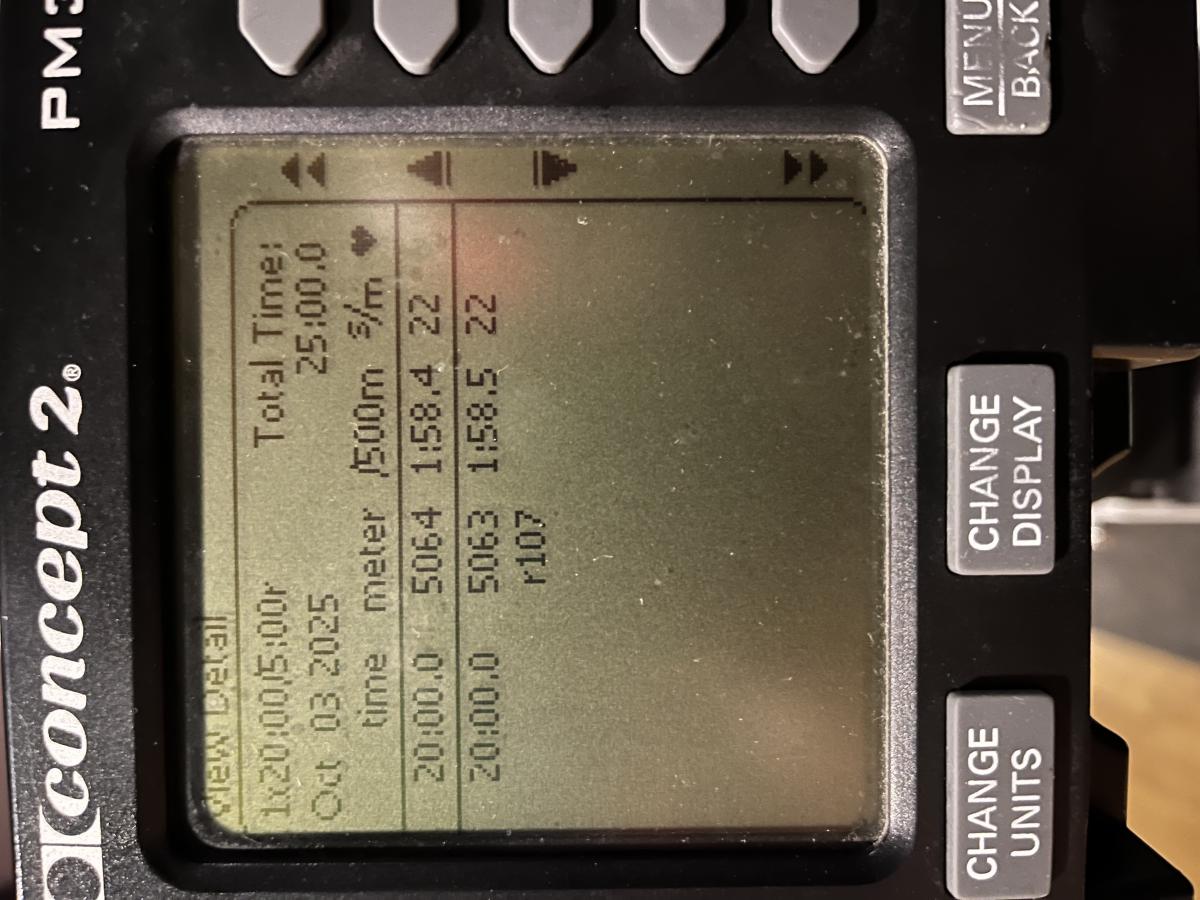 concept 2®
PM3
View Detail
1x20:00/5:00r Total Time:
Oct 03 2025 25:00.0
time meter /500m s/m ♥
20:00.0 5064 1:58.4 22
20:00.0 5063 1:58.5 22
r107
CHANGE
UNITS
CHANGE
DISPLAY
MENU
BACK